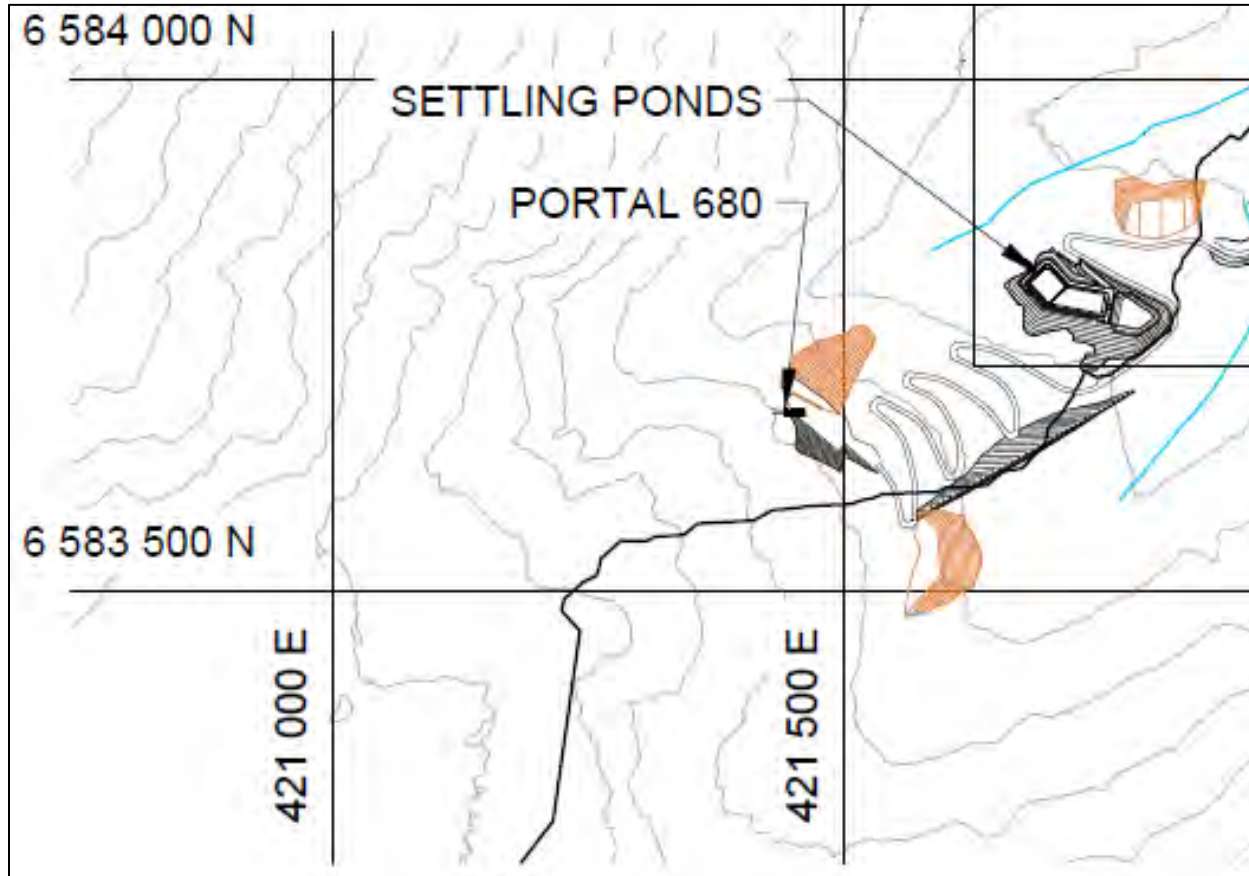 6 584 000 N
SETTLING PONDS
PORTAL 680
6 583 500 N
421 000 E
421 500 E